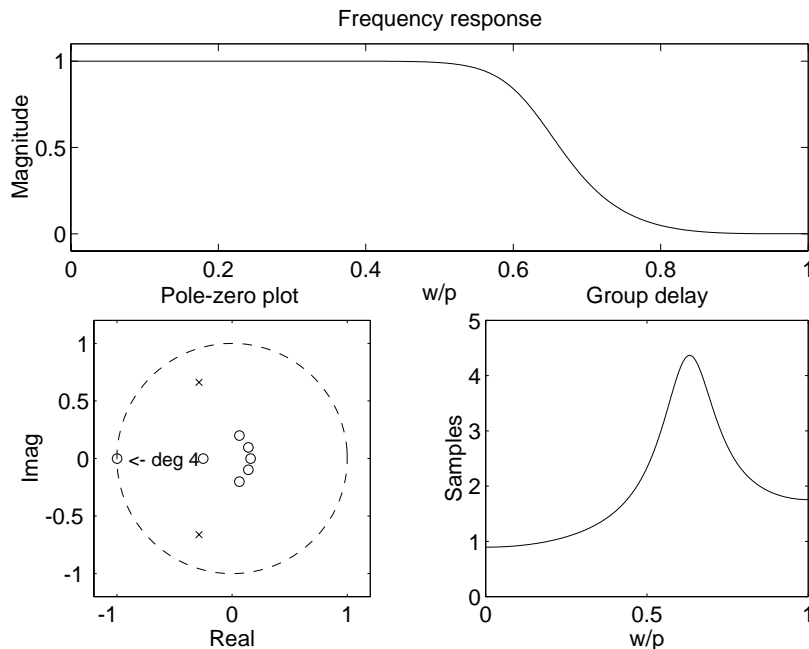 Frequency response
Magnitude
1
0.5
0
0 0.2 0.4 0.6 0.8 1
w/p
Pole-zero plot
Imag
1
0.5
0
-0.5
-1
<- deg 4
-1 0 1
Real
Group delay
Samples
5
4
3
2
1
0
0 0.5 1
w/p